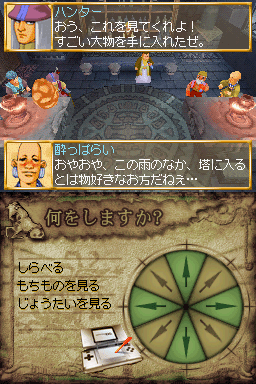 ハンター
おう、これを見てくれよ！
すごい大物を手に入れたぜ。
酔っぱらい
おやおや、この雨のなか、塔に入る
とは物好きなお方だねぇ…
何をしますか？
しらべる
もちものを見る
じょうたいを見る